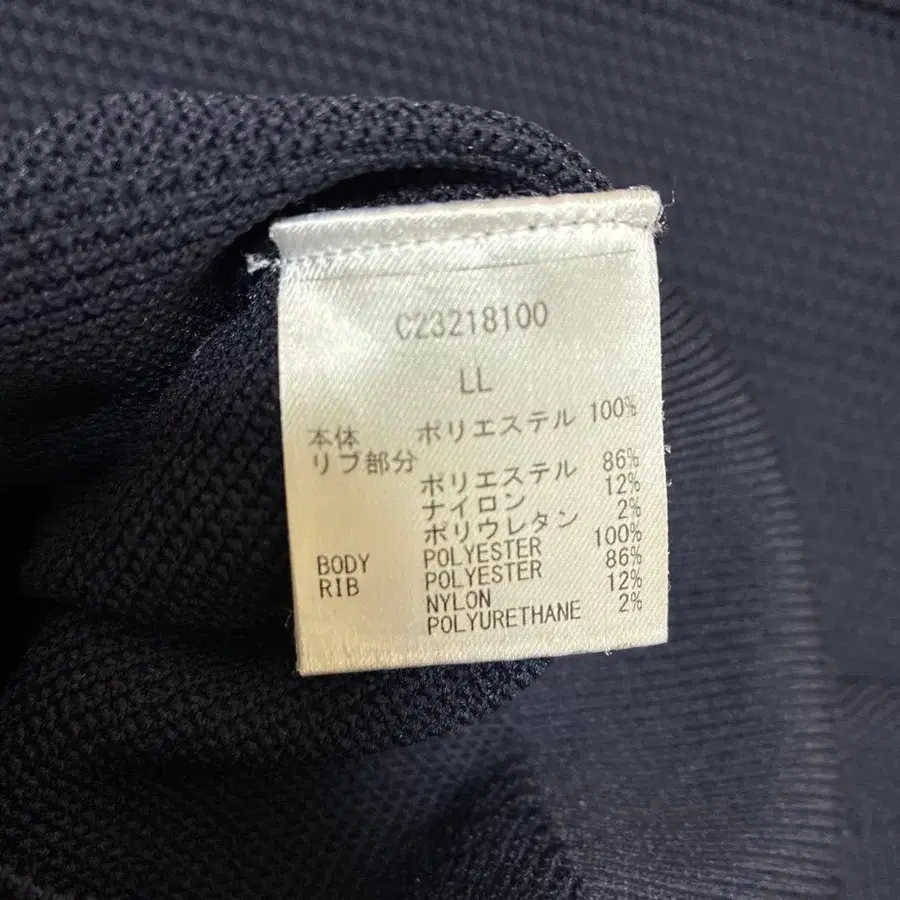 C23218100
LL
本体 ポリエステル 100%
リブ部分
ポリエステル 86%
ナイロン 12%
ポリウレタン 2%
BODY POLYESTER 100%
RIB POLYESTER 86%
NYLON 12%
POLYURETHANE 2%